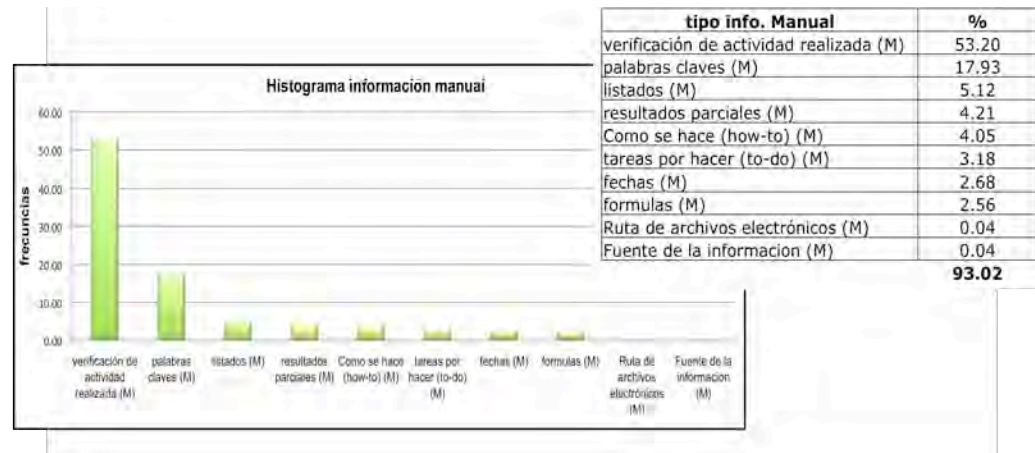 tipo info. Manual %
verificación de actividad realizada (M) 53.20
palabras claves (M) 17.93
listados (M) 5.12
resultados parciales (M) 4.21
Como se hace (how-to) (M) 4.05
tareas por hacer (to-do) (M) 3.18
fechas (M) 2.68
formulas (M) 2.56
Ruta de archivos electrónicos (M) 0.04
Fuente de la informacion (M) 0.04
93.02
Histograma información manual
frecuncias
60.00
50.00
40.00
30.00
20.00
10.00
0.00
verificación de
actividad
realizada (M)
palabras
claves (M)
listados (M)
resultados
parciales (M)
Como se hace
(how-to) (M)
tareas por
hacer (to-do)
(M)
fechas (M)
formulas (M)
Ruta de
archivos
electrónicos
(M)
Fuente de la
informacion
(M)